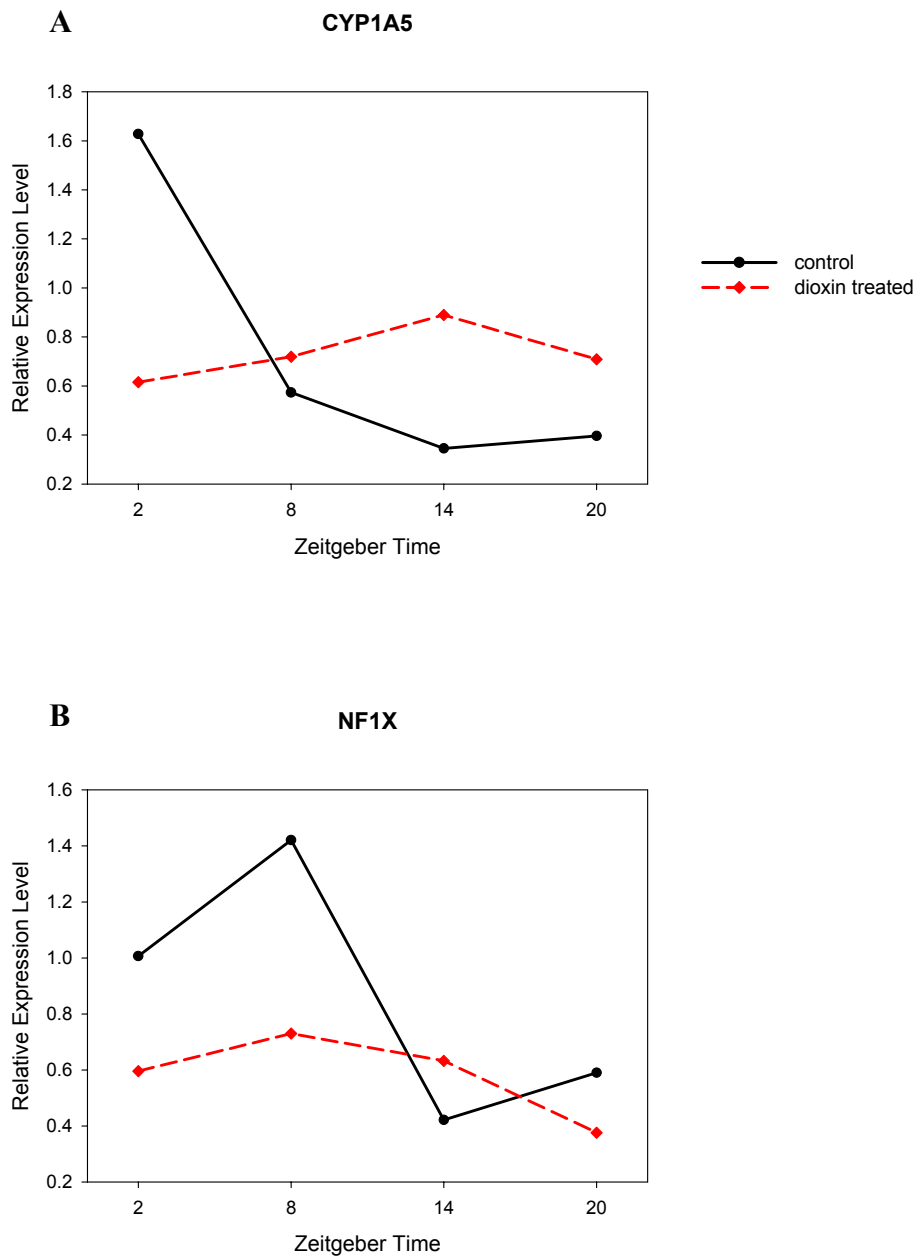 A
CYP1A5
1.8
1.6
1.4
1.2
1.0
0.8
0.6
0.4
0.2
Relative Expression Level
2 8 14 20
Zeitgeber Time
control
dioxin treated
B
NF1X
1.6
1.4
1.2
1.0
0.8
0.6
0.4
0.2
Relative Expression Level
2 8 14 20
Zeitgeber Time